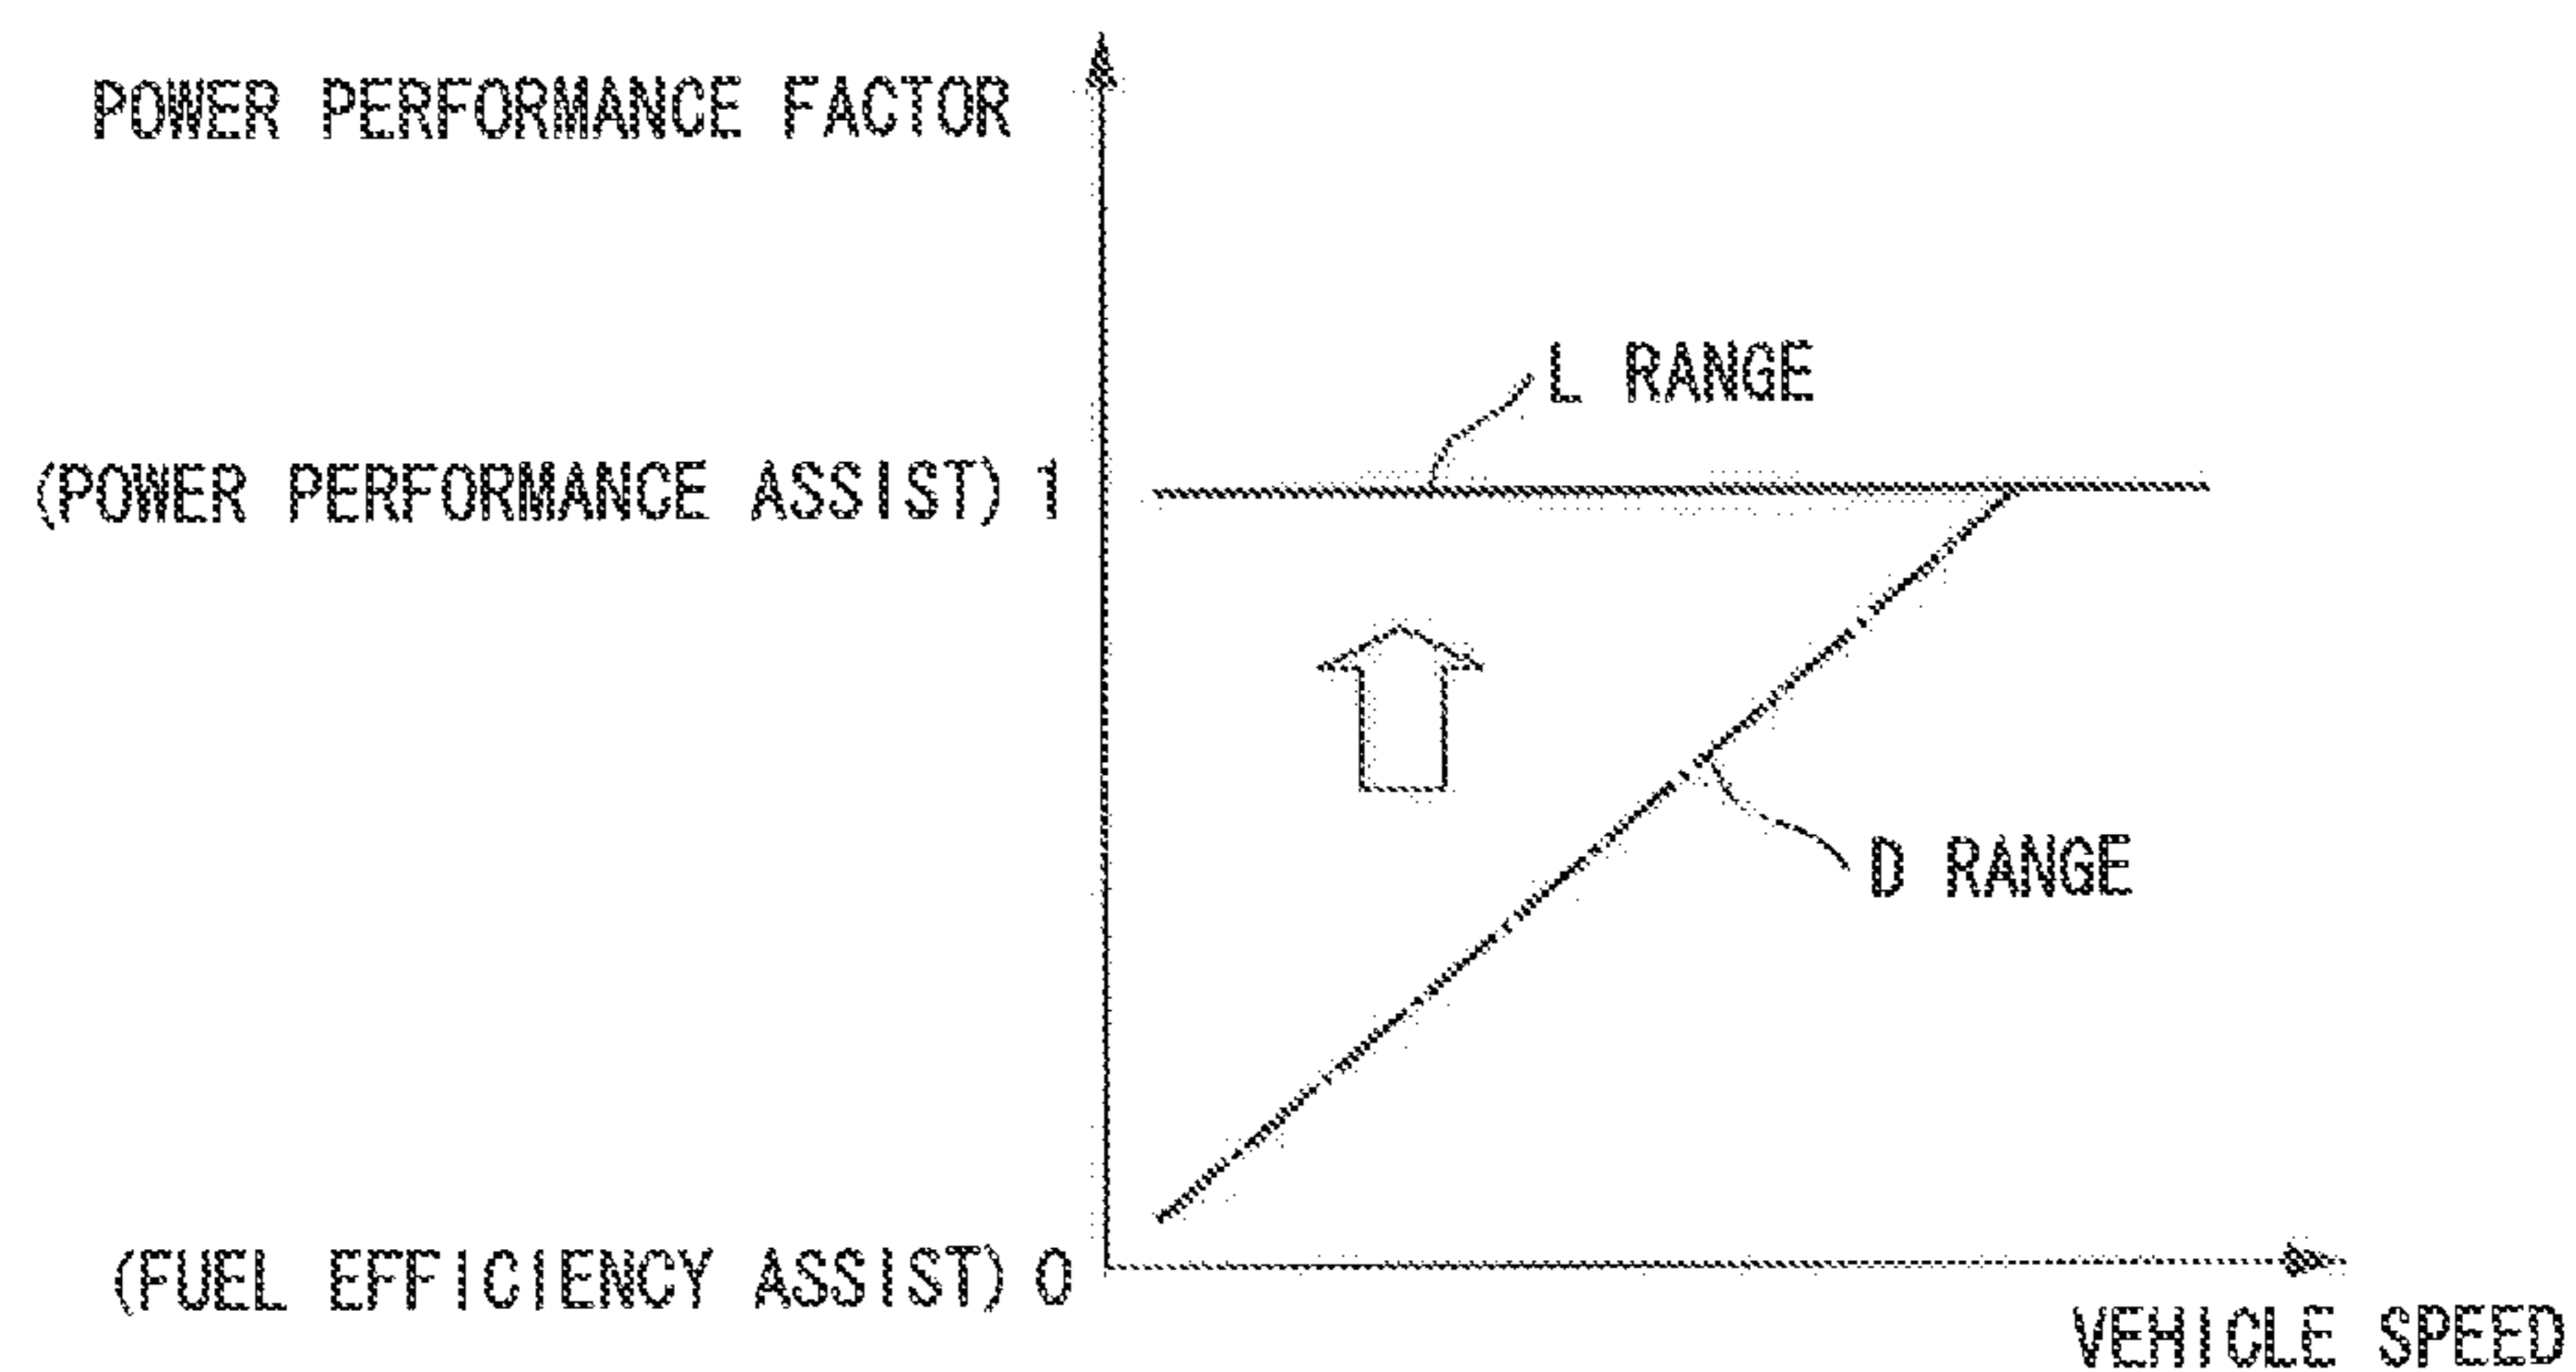 POWER PERFORMANCE FACTOR
L RANGE
(POWER PERFORMANCE ASSIST) 1
D RANGE
(FUEL EFFICIENCY ASSIST) 0
VEHICLE SPEED